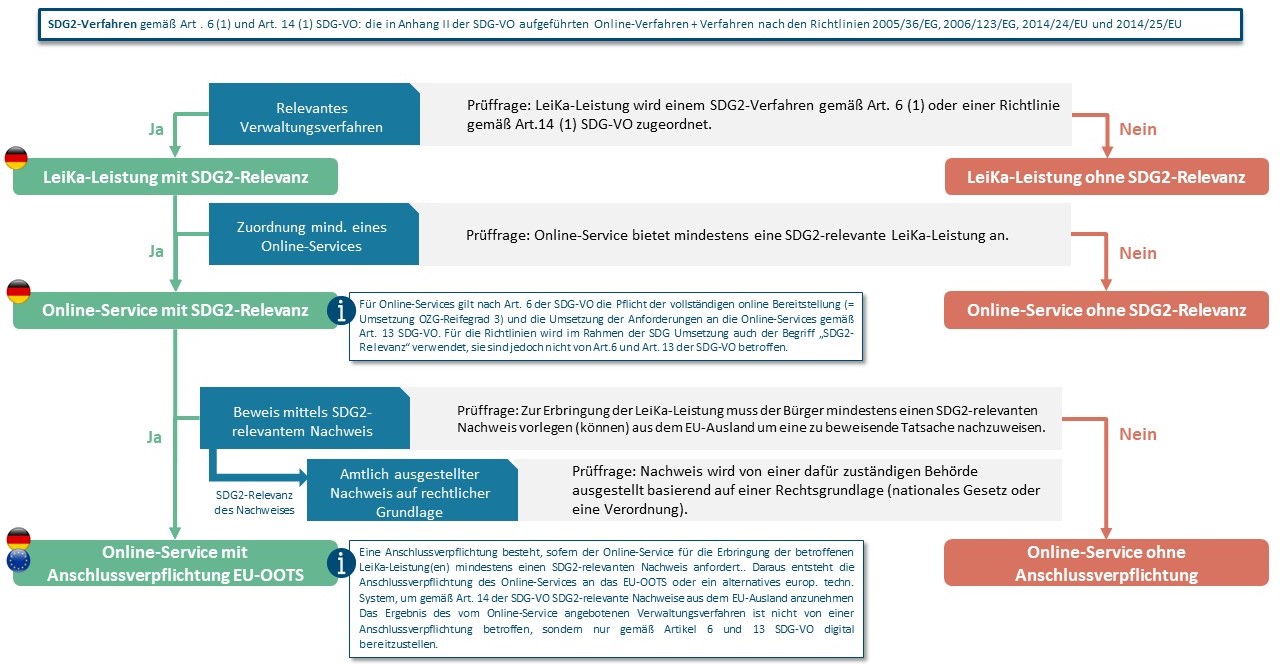 SDG2-Verfahren gemäß Art . 6 (1) und Art. 14 (1) SDG-VO: die in Anhang II der SDG-VO aufgeführten Online-Verfahren + Verfahren nach den Richtlinien 2005/36/EG, 2006/123/EG, 2014/24/EU und 2014/25/EU
Relevantes
Verwaltungsverfahren
Prüffrage: LeiKa-Leistung wird einem SDG2-Verfahren gemäß Art. 6 (1) oder einer Richtlinie
gemäß Art.14 (1) SDG-VO zugeordnet.
Ja
Nein
LeiKa-Leistung mit SDG2-Relevanz
LeiKa-Leistung ohne SDG2-Relevanz
Zuordnung mind. eines
Online-Services
Prüffrage: Online-Service bietet mindestens eine SDG2-relevante LeiKa-Leistung an.
Ja
Nein
Online-Service mit SDG2-Relevanz
i
Für Online-Services gilt nach Art. 6 der SDG-VO die Pflicht der vollständigen online Bereitstellung (=
Umsetzung OZG-Reifegrad 3) und die Umsetzung der Anforderungen an die Online-Services gemäß
Art. 13 SDG-VO. Für die Richtlinien wird im Rahmen der SDG Umsetzung auch der Begriff „SDG2-
Relevanz“ verwendet, sie sind jedoch nicht von Art.6 und Art. 13 der SDG-VO betroffen.
Online-Service ohne SDG2-Relevanz
Beweis mittels SDG2-
relevantem Nachweis
Prüffrage: Zur Erbringung der LeiKa-Leistung muss der Bürger mindestens einen SDG2-relevanten
Nachweis vorlegen (können) aus dem EU-Ausland um eine zu beweisende Tatsache nachzuweisen.
Ja
Nein
SDG2-Relevanz
des Nachweises
Amtlich ausgestellter
Nachweis auf rechtlicher
Grundlage
Prüffrage: Nachweis wird von einer dafür zuständigen Behörde
ausgestellt basierend auf einer Rechtsgrundlage (nationales Gesetz oder
eine Verordnung).
Online-Service mit
Anschlussverpflichtung EU-OOTS
i
Eine Anschlussverpflichtung besteht, sofern der Online-Service für die Erbringung der betroffenen
LeiKa-Leistung(en) mindestens einen SDG2-relevanten Nachweis anfordert.. Daraus entsteht die
Anschlussverpflichtung des Online-Services an das EU-OOTS oder ein alternatives europ. techn.
System, um gemäß Art. 14 der SDG-VO SDG2-relevante Nachweise aus dem EU-Ausland anzunehmen
Das Ergebnis des vom Online-Service angebotenen Verwaltungsverfahren ist nicht von einer
Anschlussverpflichtung betroffen, sondern nur gemäß Artikel 6 und 13 SDG-VO digital
bereitzustellen.
Online-Service ohne
Anschlussverpflichtung